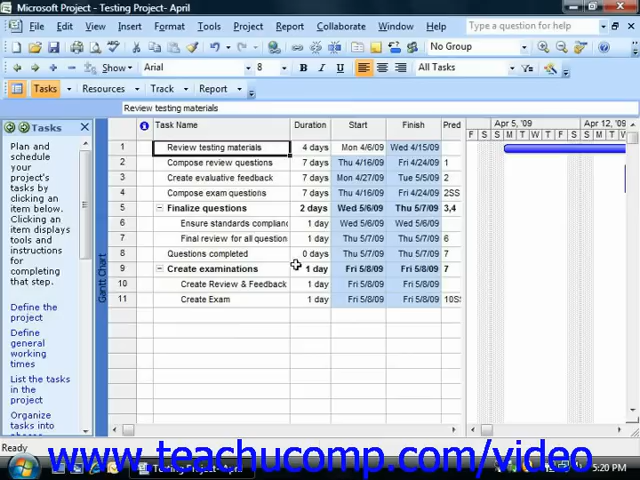 Microsoft Project - Testing Project- April
File Edit View Insert Format Tools Project Report Collaborate Window Help Type a question for help
No Group
Show Arial 8 B I U All Tasks
Tasks Resources Track Report
Review testing materials
Tasks
Plan and
schedule
your
project's
tasks by
clicking an
item below.
Clicking an
item displays
tools and
instructions
for
completing
that step.
Define the
project
Define
general
working
times
List the tasks
in the project
Organize
tasks into
Gantt Chart
Task Name Duration Start Finish Pred
Apr 5, '09 Apr 12, '09
F S S M T W T F S S M T
1 Review testing materials 4 days Mon 4/6/09 Wed 4/15/09
2 Compose review questions 7 days Thu 4/16/09 Fri 4/24/09 1
3 Create evaluative feedback 7 days Mon 4/27/09 Tue 5/5/09 2
4 Compose exam questions 7 days Thu 4/16/09 Fri 4/24/09 2SS
5 Finalize questions 2 days Wed 5/6/09 Thu 5/7/09 3,4
6 Ensure standards complianc 1 day Wed 5/6/09 Wed 5/6/09
7 Final review for all question 1 day Thu 5/7/09 Thu 5/7/09 6
8 Questions completed 0 days Thu 5/7/09 Thu 5/7/09 7
9 Create examinations 1 day Fri 5/8/09 Fri 5/8/09 7
10 Create Review & Feedback 1 day Fri 5/8/09 Fri 5/8/09
11 Create Exam 1 day Fri 5/8/09 Fri 5/8/09 10SS
Ready
www.teachucomp.com/video
Testing Project- April
5:20 PM